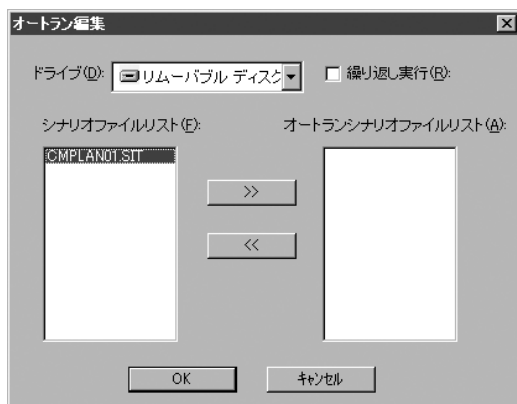 オートラン編集
ドライブ(D): リムーバブル ディスク 繰り返し実行(R):
シナリオファイルリスト(F): オートランシナリオファイルリスト(A):
CMPLAN01.SIT
>>
<<
OK キャンセル